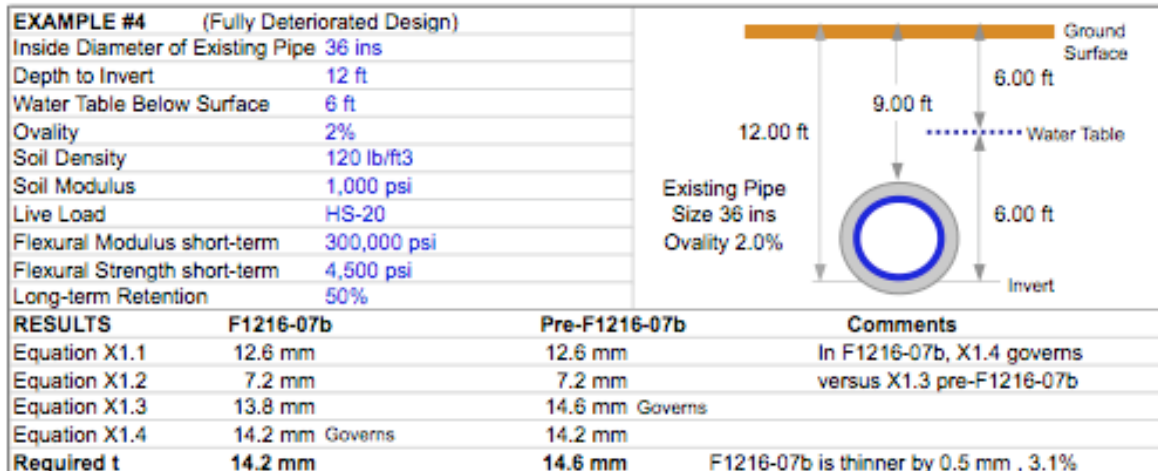 EXAMPLE #4 (Fully Deteriorated Design)
Inside Diameter of Existing Pipe 36 ins
Depth to Invert 12 ft
Water Table Below Surface 6 ft
Ovality 2%
Soil Density 120 lb/ft3
Soil Modulus 1,000 psi
Live Load HS-20
Flexural Modulus short-term 300,000 psi
Flexural Strength short-term 4,500 psi
Long-term Retention 50%
Ground
Surface
6.00 ft
9.00 ft
12.00 ft
Water Table
Existing Pipe
Size 36 ins
Ovality 2.0%
6.00 ft
Invert
RESULTS F1216-07b Pre-F1216-07b Comments
Equation X1.1 12.6 mm 12.6 mm In F1216-07b, X1.4 governs
Equation X1.2 7.2 mm 7.2 mm versus X1.3 pre-F1216-07b
Equation X1.3 13.8 mm 14.6 mm Governs
Equation X1.4 14.2 mm Governs 14.2 mm
Required t 14.2 mm 14.6 mm F1216-07b is thinner by 0.5 mm , 3.1%